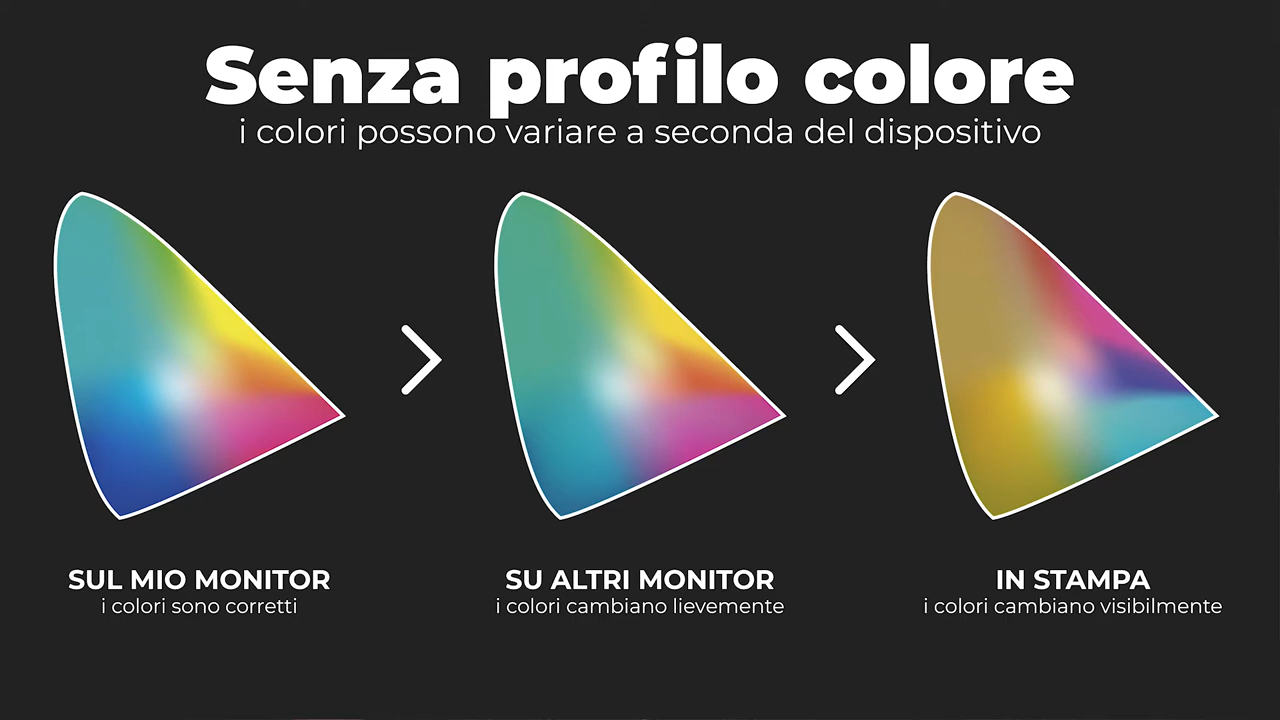 Senza profilo colore
i colori possono variare a seconda del dispositivo
SUL MIO MONITOR
i colori sono corretti
SU ALTRI MONITOR
i colori cambiano lievemente
IN STAMPA
i colori cambiano visibilmente